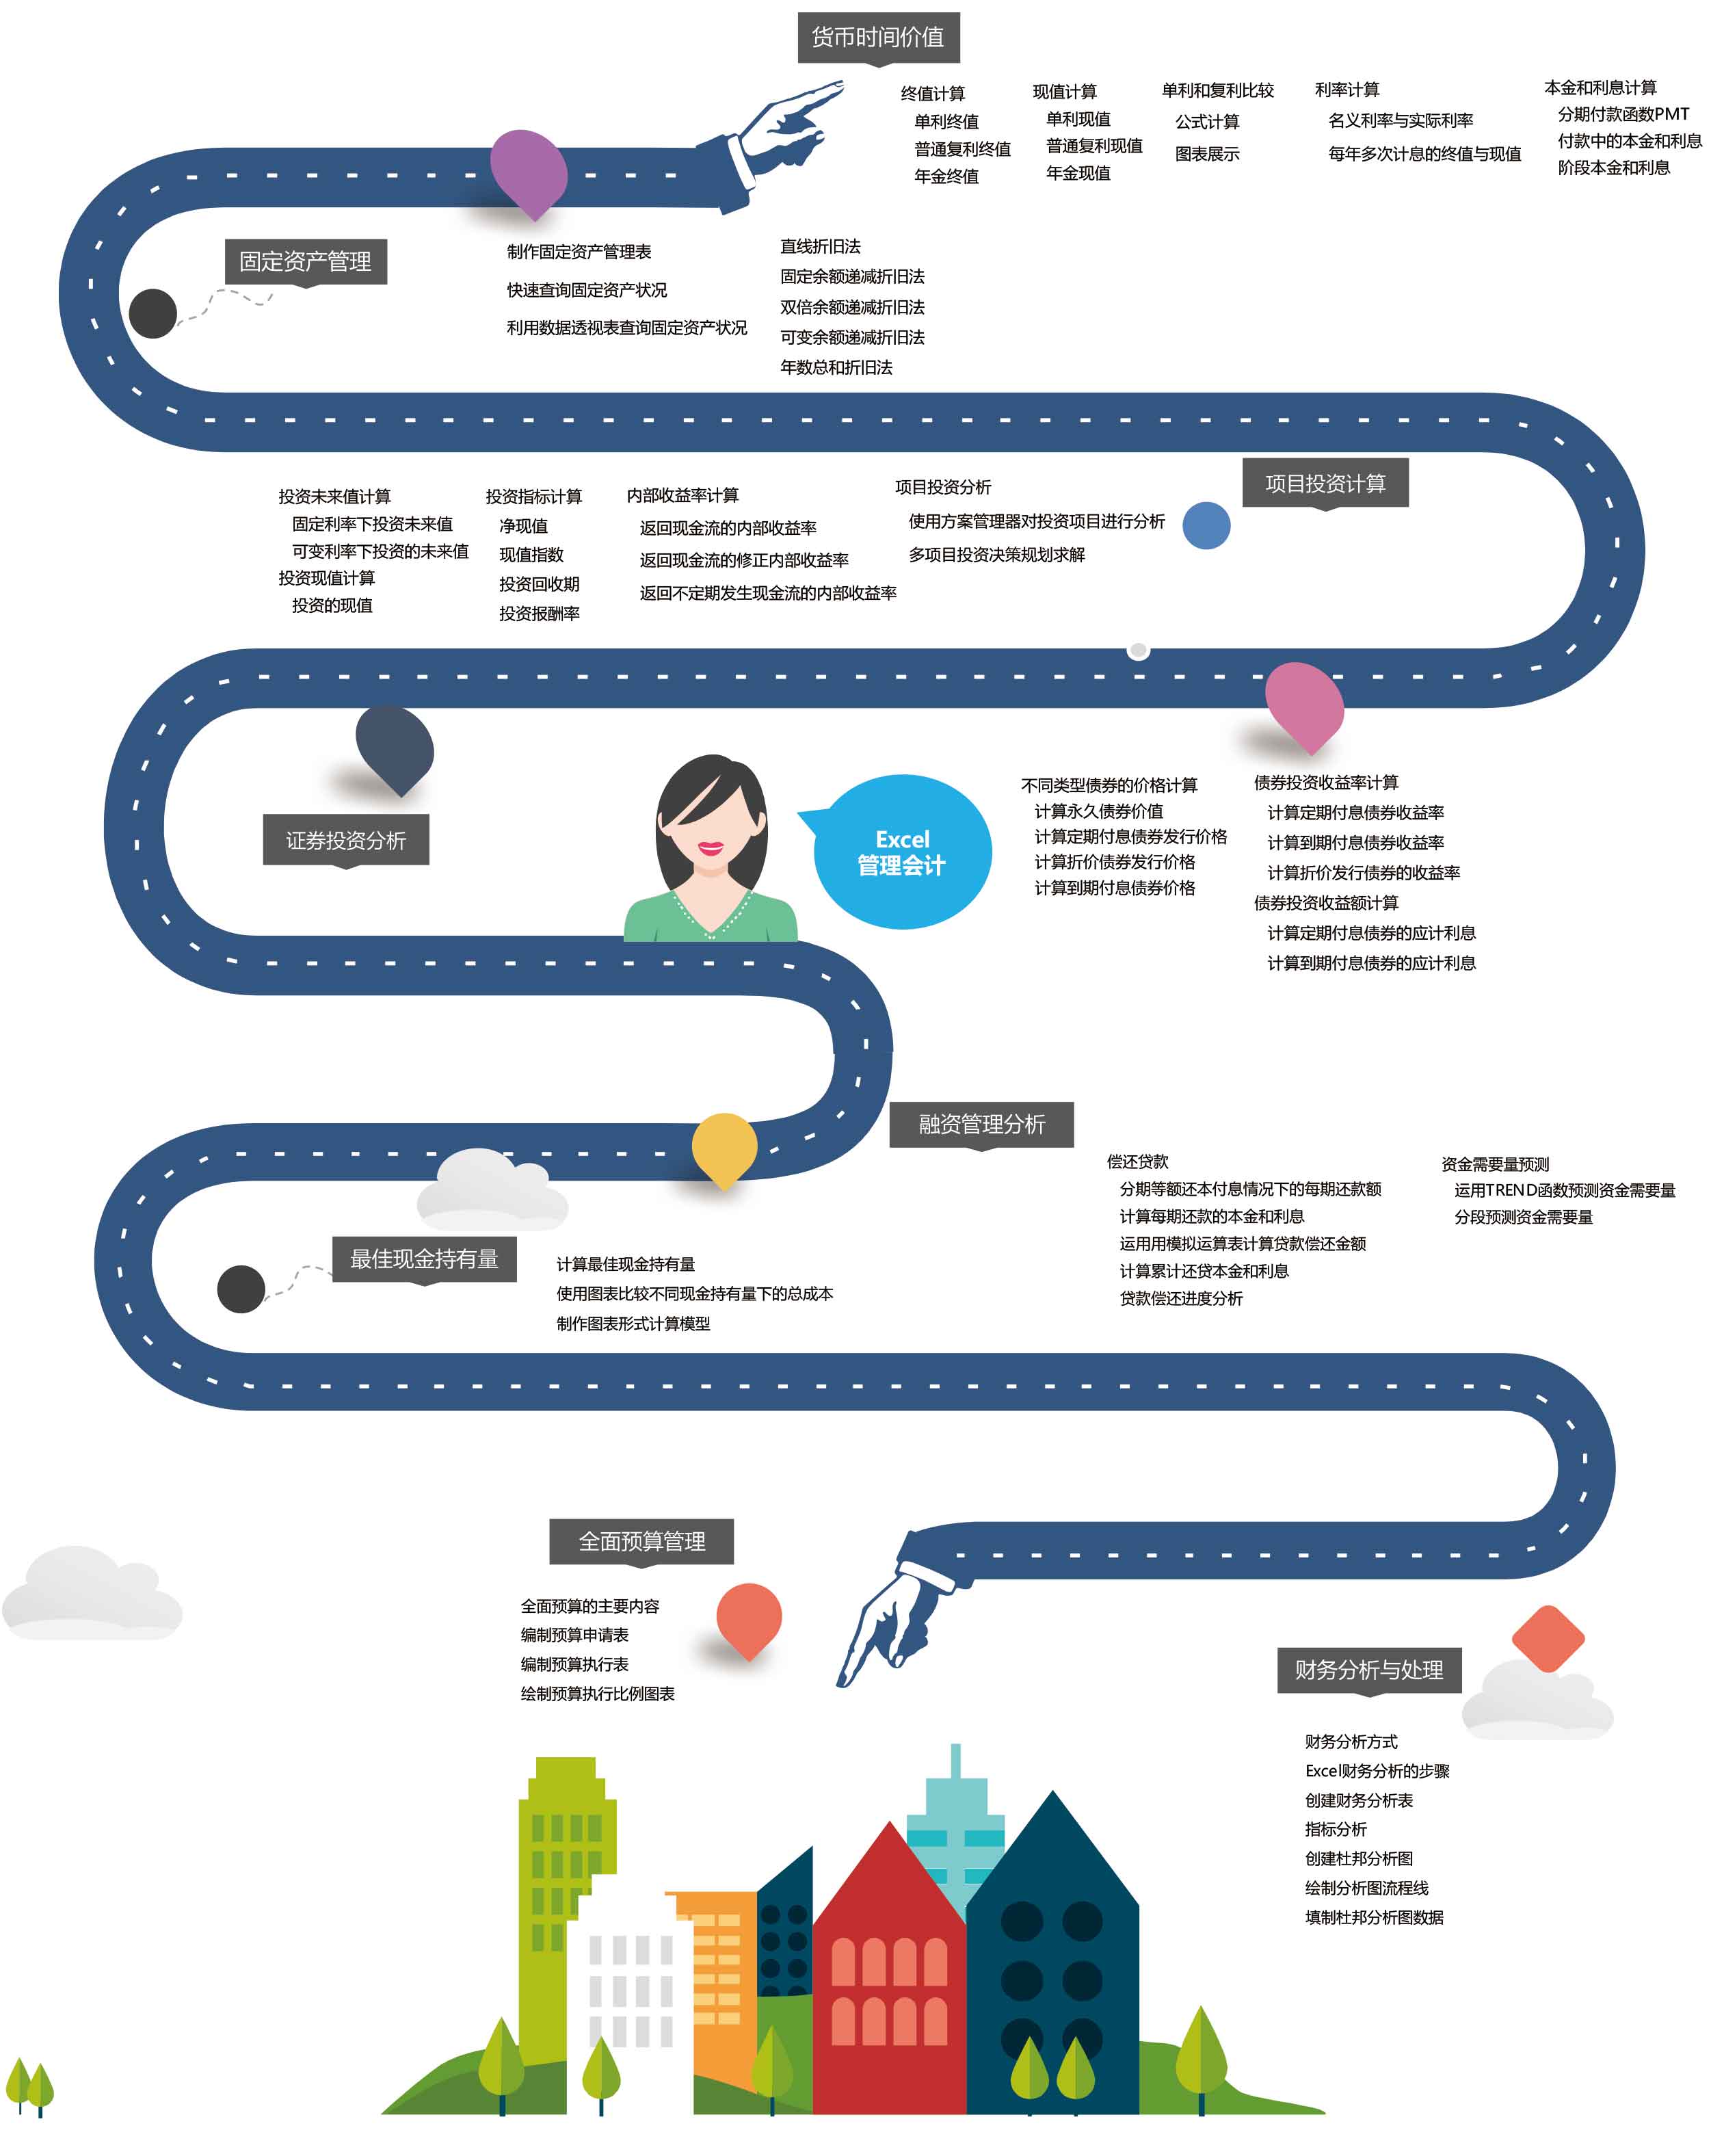 货币时间价值
终值计算
单利终值
普通复利终值
年金终值
现值计算
单利现值
普通复利现值
年金现值
单利和复利比较
公式计算
图表展示
利率计算
名义利率与实际利率
每年多次计息的终值与现值
本金和利息计算
分期付款函数PMT
付款中的本金和利息
阶段本金和利息
固定资产管理
制作固定资产管理表
快速查询固定资产状况
利用数据透视表查询固定资产状况
直线折旧法
固定余额递减折旧法
双倍余额递减折旧法
可变余额递减折旧法
年数总和折旧法
投资未来值计算
固定利率下投资未来值
可变利率下投资的未来值
投资现值计算
投资的现值
投资指标计算
净现值
现值指数
投资回收期
投资报酬率
内部收益率计算
返回现金流的内部收益率
返回现金流的修正内部收益率
返回不定期发生现金流的内部收益率
项目投资分析
使用方案管理器对投资项目进行分析
多项目投资决策规划求解
项目投资计算
证券投资分析
Excel
管理会计
不同类型债券的价格计算
计算永久债券价值
计算定期付息债券发行价格
计算折价债券发行价格
计算到期付息债券价格
债券投资收益率计算
计算定期付息债券收益率
计算到期付息债券收益率
计算折价发行债券的收益率
债券投资收益额计算
计算定期付息债券的应计利息
计算到期付息债券的应计利息
融资管理分析
偿还贷款
分期等额还本付息情况下的每期还款额
计算每期还款的本金和利息
运用用模拟运算表计算贷款偿还金额
计算累计还贷本金和利息
贷款偿还进度分析
资金需要量预测
运用TREND函数预测资金需要量
分段预测资金需要量
最佳现金持有量
计算最佳现金持有量
使用图表比较不同现金持有量下的总成本
制作图表形式计算模型
全面预算管理
全面预算的主要内容
编制预算申请表
编制预算执行表
绘制预算执行比例图表
财务分析与处理
财务分析方式
Excel财务分析的步骤
创建财务分析表
指标分析
创建杜邦分析图
绘制分析图流程线
填制杜邦分析图数据